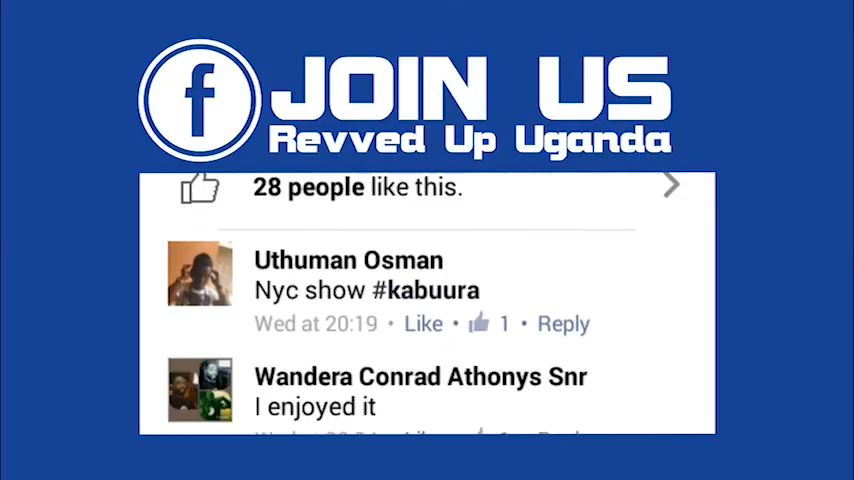 f JOIN US
Revved Up Uganda
28 people like this.
Uthuman Osman
Nyc show #kabuura
Wed at 20:19 • Like • 1 • Reply
Wandera Conrad Athonys Snr
I enjoyed it